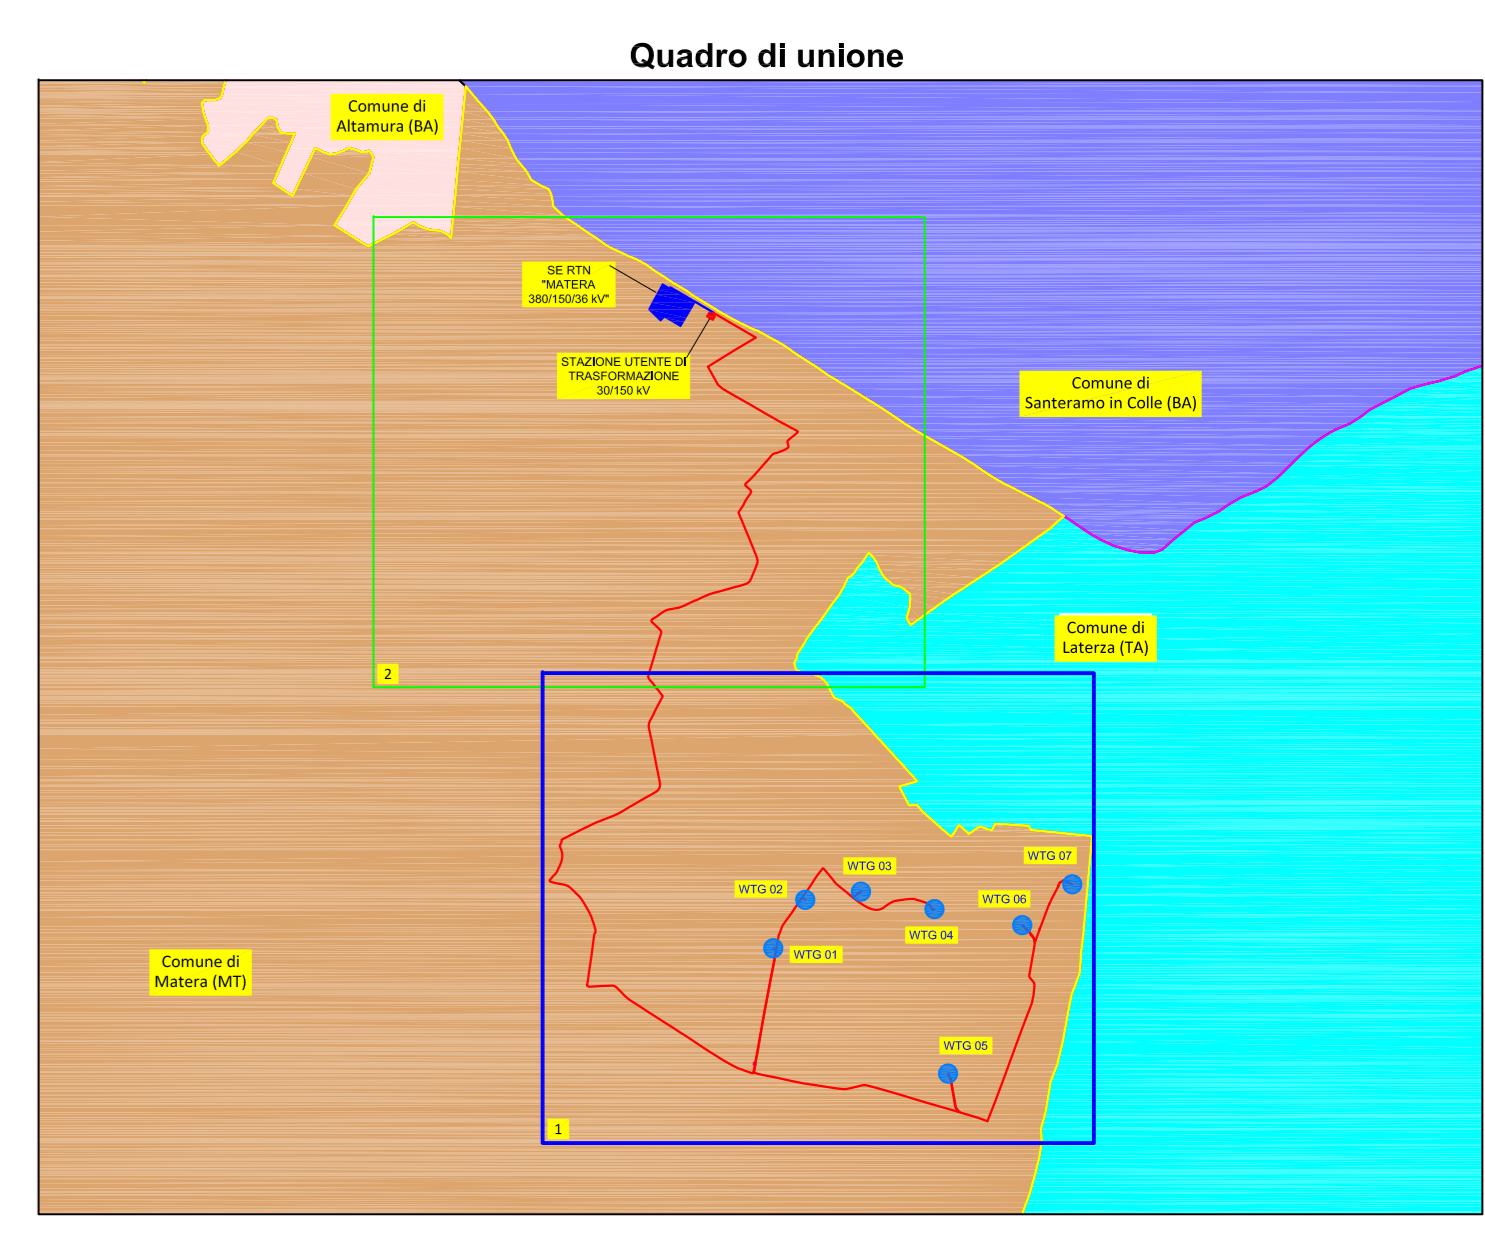 Quadro di unione
Comune di
Altamura (BA)
SE RTN
"MATERA
380/150/36 kV"
STAZIONE UTENTE DI
TRASFORMAZIONE
30/150 kV
Comune di
Santeramo in Colle (BA)
Comune di
Laterza (TA)
2
WTG 07
WTG 03
WTG 02
WTG 06
WTG 04
WTG 01
Comune di
Matera (MT)
WTG 05
1